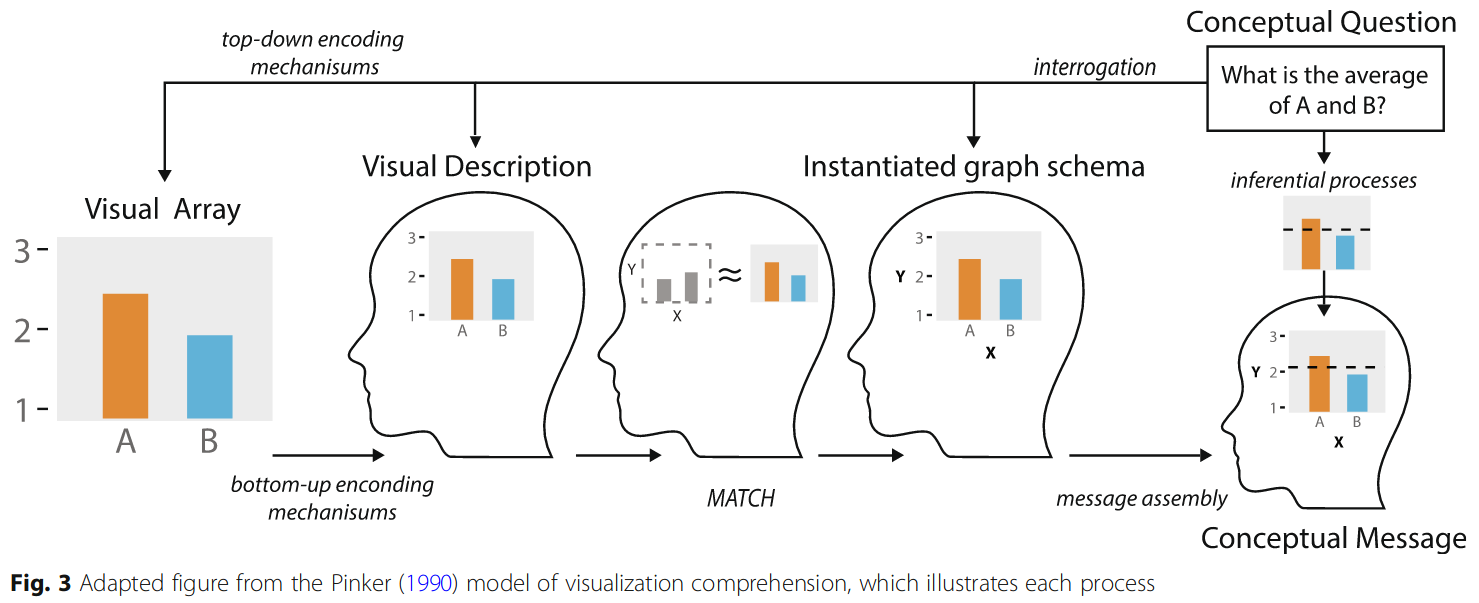 Conceptual Question
What is the average
of A and B?
top-down encoding
mechanisums
interrogation
inferential processes
Visual Array
3
2
1
A B
Visual Description
3
2
1
A B
Y
X
≈
Instantiated graph schema
3
Y 2
1
A B
X
3
Y 2
1
A B
X
bottom-up enconding
mechanisums
MATCH
message assembly
Conceptual Message
Fig. 3 Adapted figure from the Pinker (1990) model of visualization comprehension, which illustrates each process